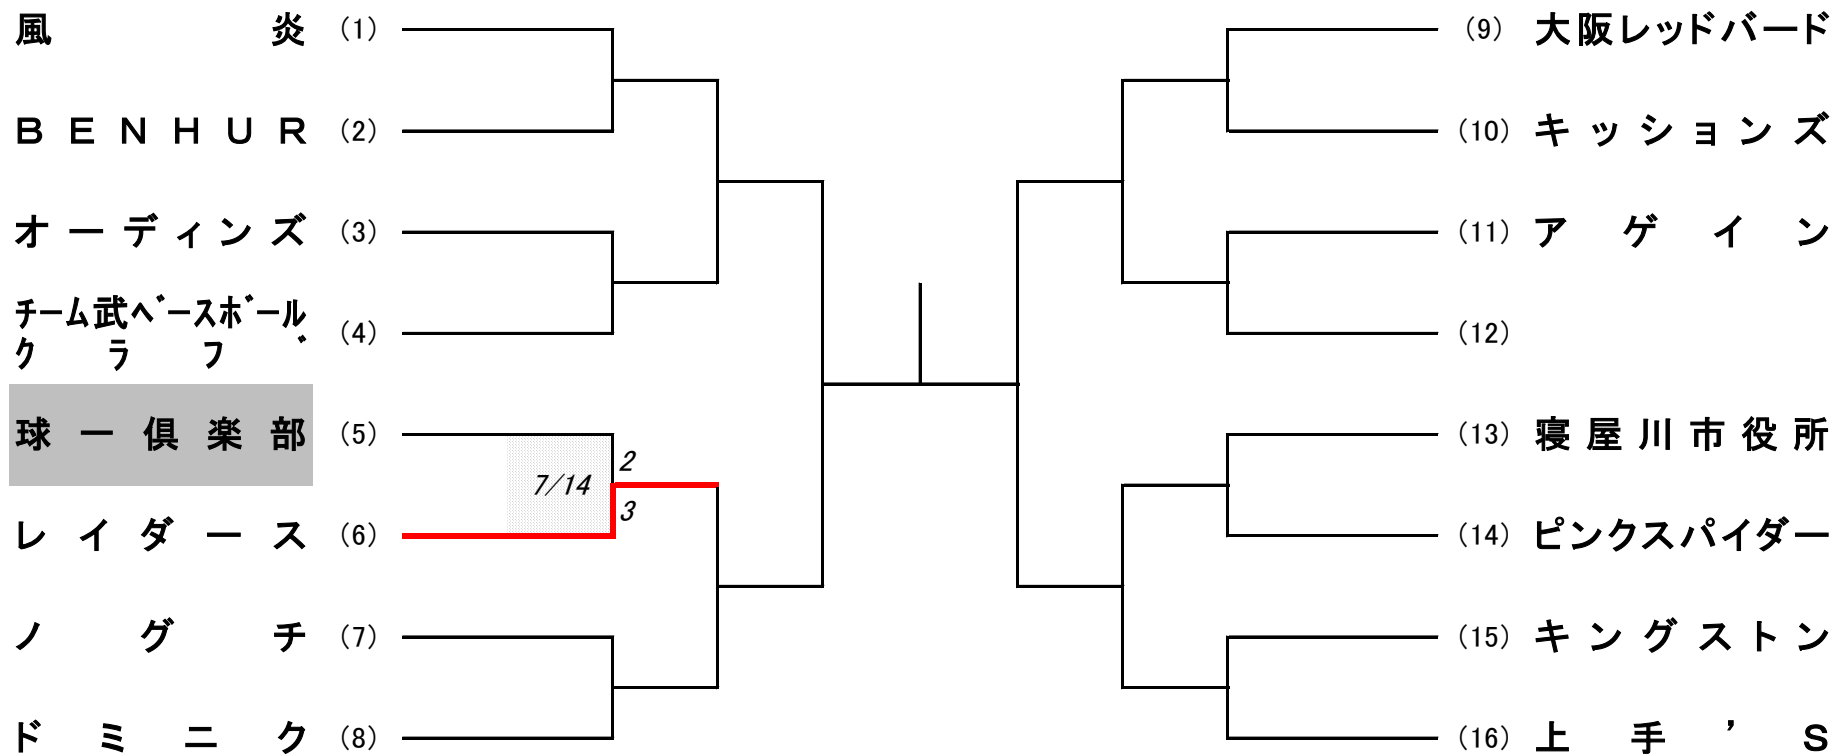 風炎 (1)
BENHUR (2)
オーディンズ (3)
チーム武ベースボール
クラブ (4)
球一倶楽部 (5)
7/14
2
3
レイダース (6)
ノグチ (7)
ドミニク (8)
(9) 大阪レッドバード
(10) キッションズ
(11) アゲイン
(12)
(13) 寝屋川市役所
(14) ピンクスパイダー
(15) キングストン
(16) 上手’S